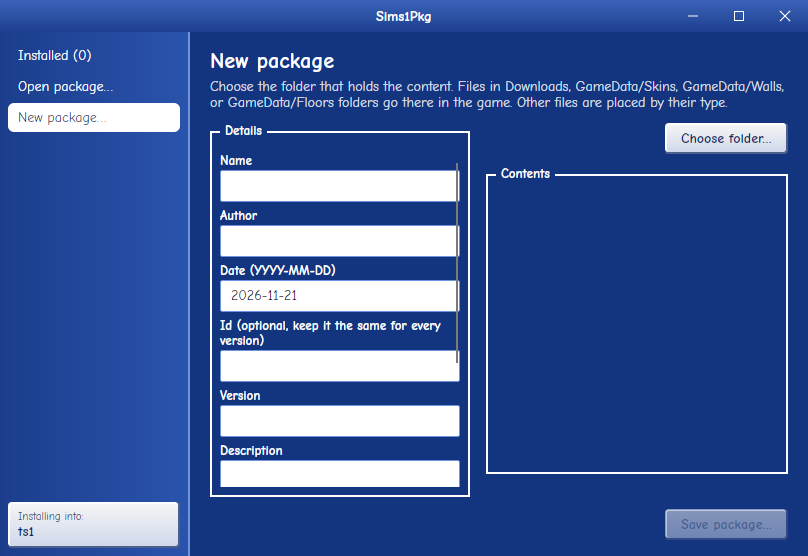 Sims1Pkg
Installed (0)
Open package...
New package...
Installing into:
ts1
New package
Choose the folder that holds the content. Files in Downloads, GameData/Skins, GameData/Walls,
or GameData/Floors folders go there in the game. Other files are placed by their type.
Choose folder...
Details
Name
Author
Date (YYYY-MM-DD)
2026-11-21
Id (optional, keep it the same for every
version)
Version
Description
Contents
Save package...